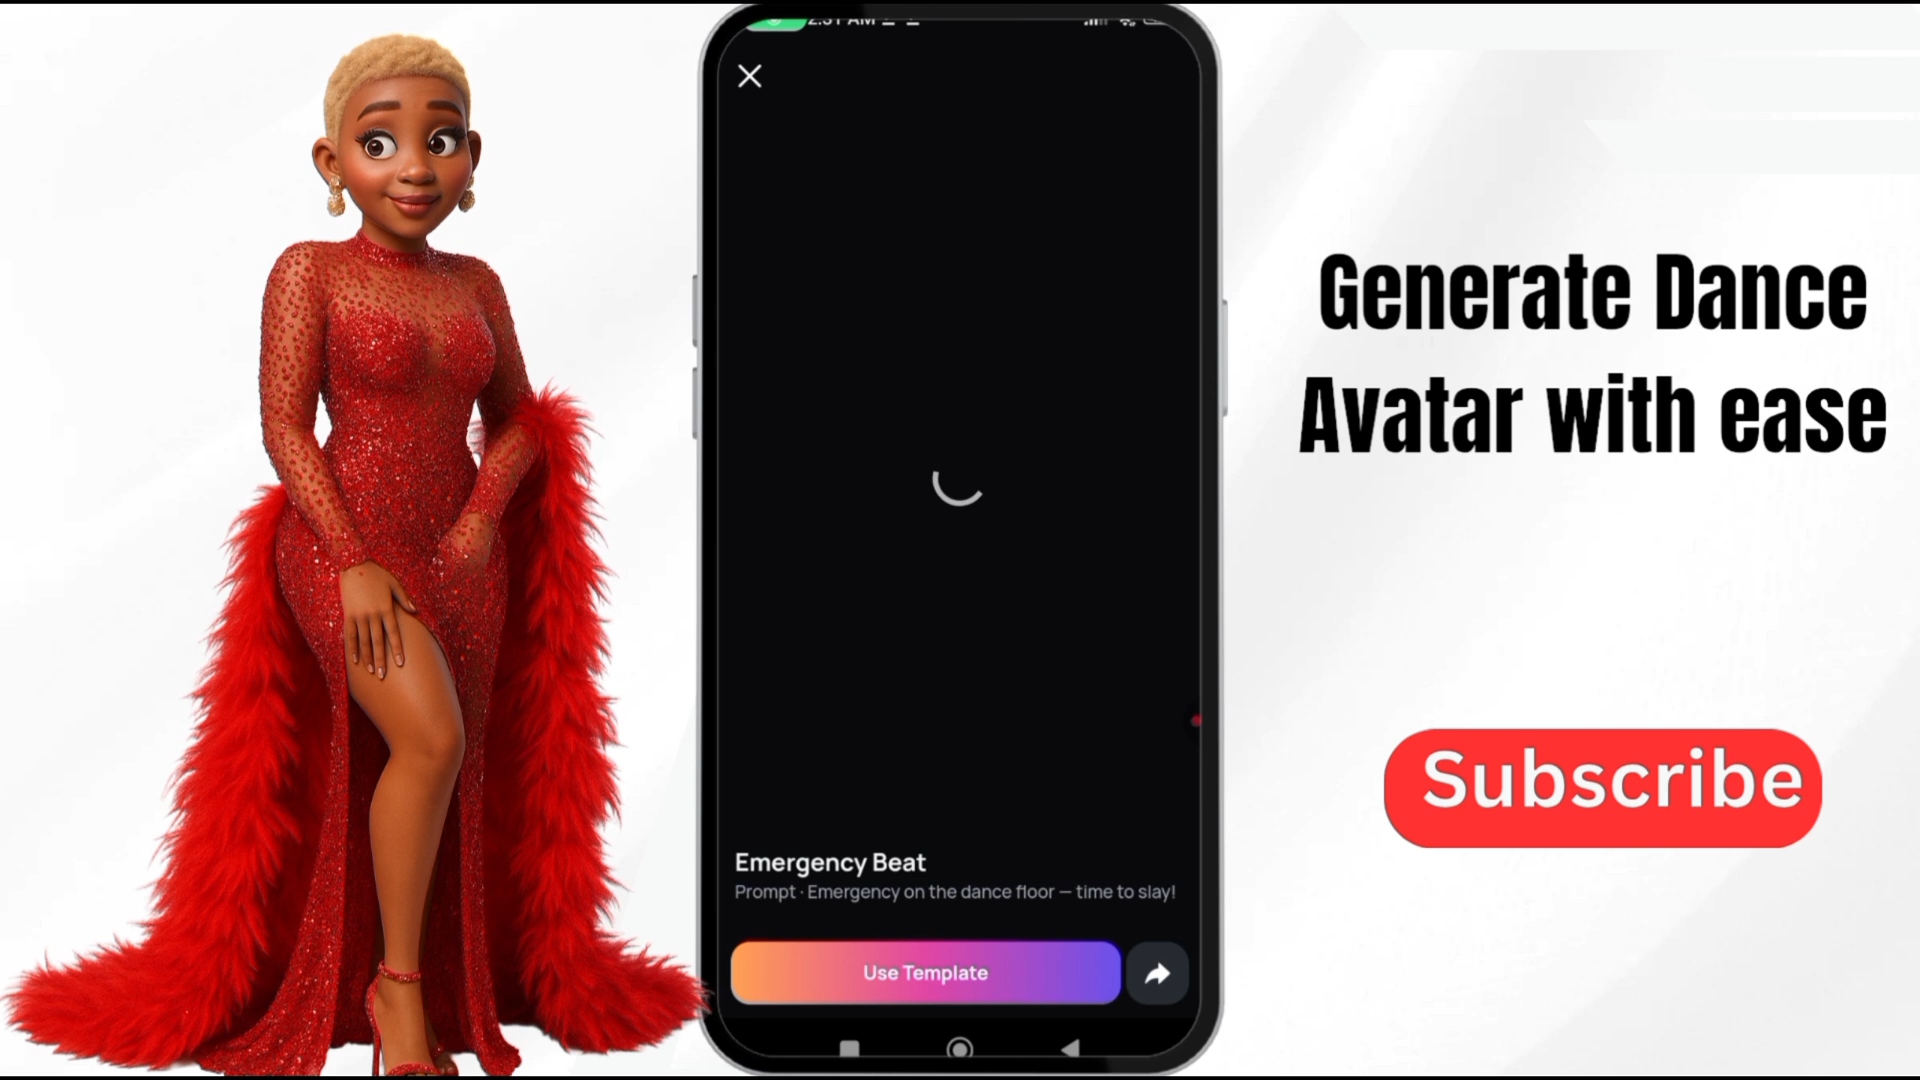 Generate Dance
Avatar with ease
Emergency Beat
Prompt · Emergency on the dance floor — time to slay!
Use Template
Subscribe